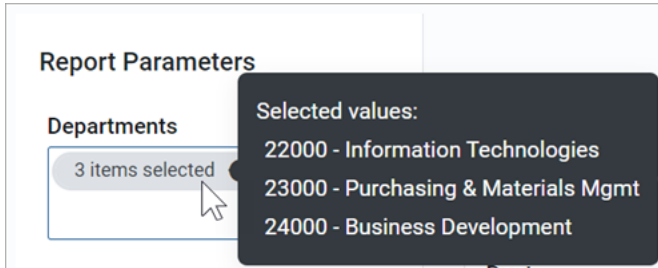 Report Parameters
Departments
3 items selected
Selected values:
22000 - Information Technologies
23000 - Purchasing & Materials Mgmt
24000 - Business Development